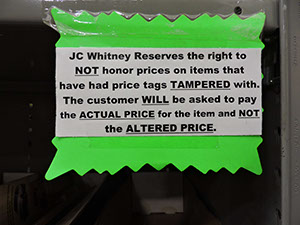 JC Whitney Reserves the right to
NOT honor prices on items that
have had price tags TAMPERED with.
The customer WILL be asked to pay
the ACTUAL PRICE for the item and NOT
the ALTERED PRICE.